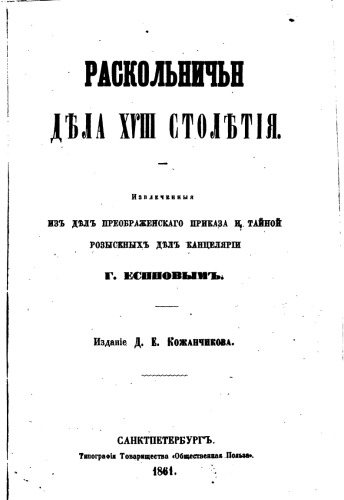 РАСКОЛЬНИЧЬИ
ДѢЛА XVIII СТОЛѢТІЯ.
Извлеченныя
ИЗЪ ДѢЛЪ ПРЕОБРАЖЕНСКАГО ПРИКАЗА И ТАЙНОЙ
РОЗЫСКНЫХЪ ДѢЛЪ КАНЦЕЛЯРІИ
Г. ЕСИПОВЫМЪ.
Изданіе Д. Е. Кожанчикова.
САНКТПЕТЕРБУРГЪ.
Типографія Товарищества «Общественная Польза».
1861.